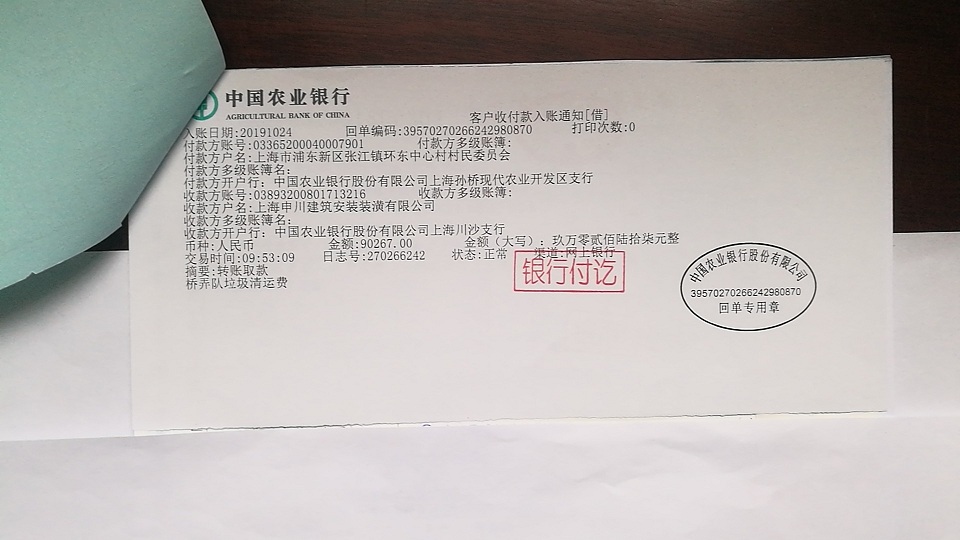 中国农业银行
AGRICULTURAL BANK OF CHINA
客户收付款入账通知[借]
入账日期:20191024 回单编码:39570270266242980870 打印次数:0
付款方账号:03365200040007901 付款方多级账簿:
付款方户名:上海市浦东新区张江镇环东中心村村民委员会
付款方多级账簿名:
付款方开户行: 中国农业银行股份有限公司上海孙桥现代农业开发区支行
收款方账号:03893200801713216 收款方多级账簿:
收款方户名:上海申川建筑安装装潢有限公司
收款方多级账簿名:
收款方开户行: 中国农业银行股份有限公司上海川沙支行
币种:人民币 金额:90267.00 金额(大写): 玖万零贰佰陆拾柒元整
交易时间:09:53:09 日志号:270266242 状态:正常 渠道:网上银行
摘要:转账取款
桥弄队垃圾清运费
银行付讫
中国农业银行股份有限公司
39570270266242980870
回单专用章